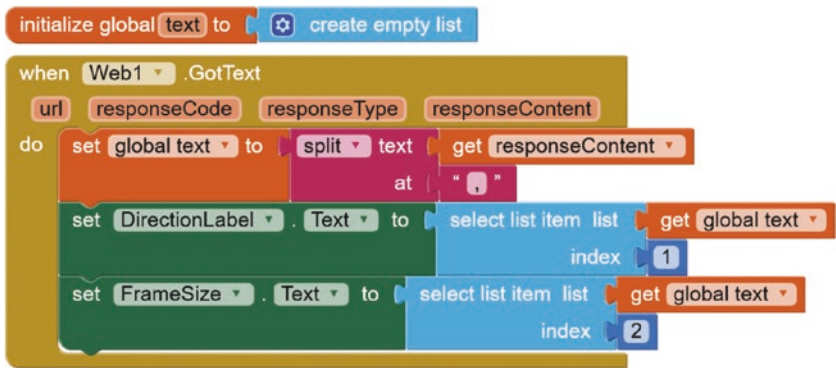 initialize global text to create empty list
when Web1 .GotText
url responseCode responseType responseContent
do set global text to split text get responseContent
at " , "
set DirectionLabel . Text to select list item list get global text
index 1
set FrameSize . Text to select list item list get global text
index 2